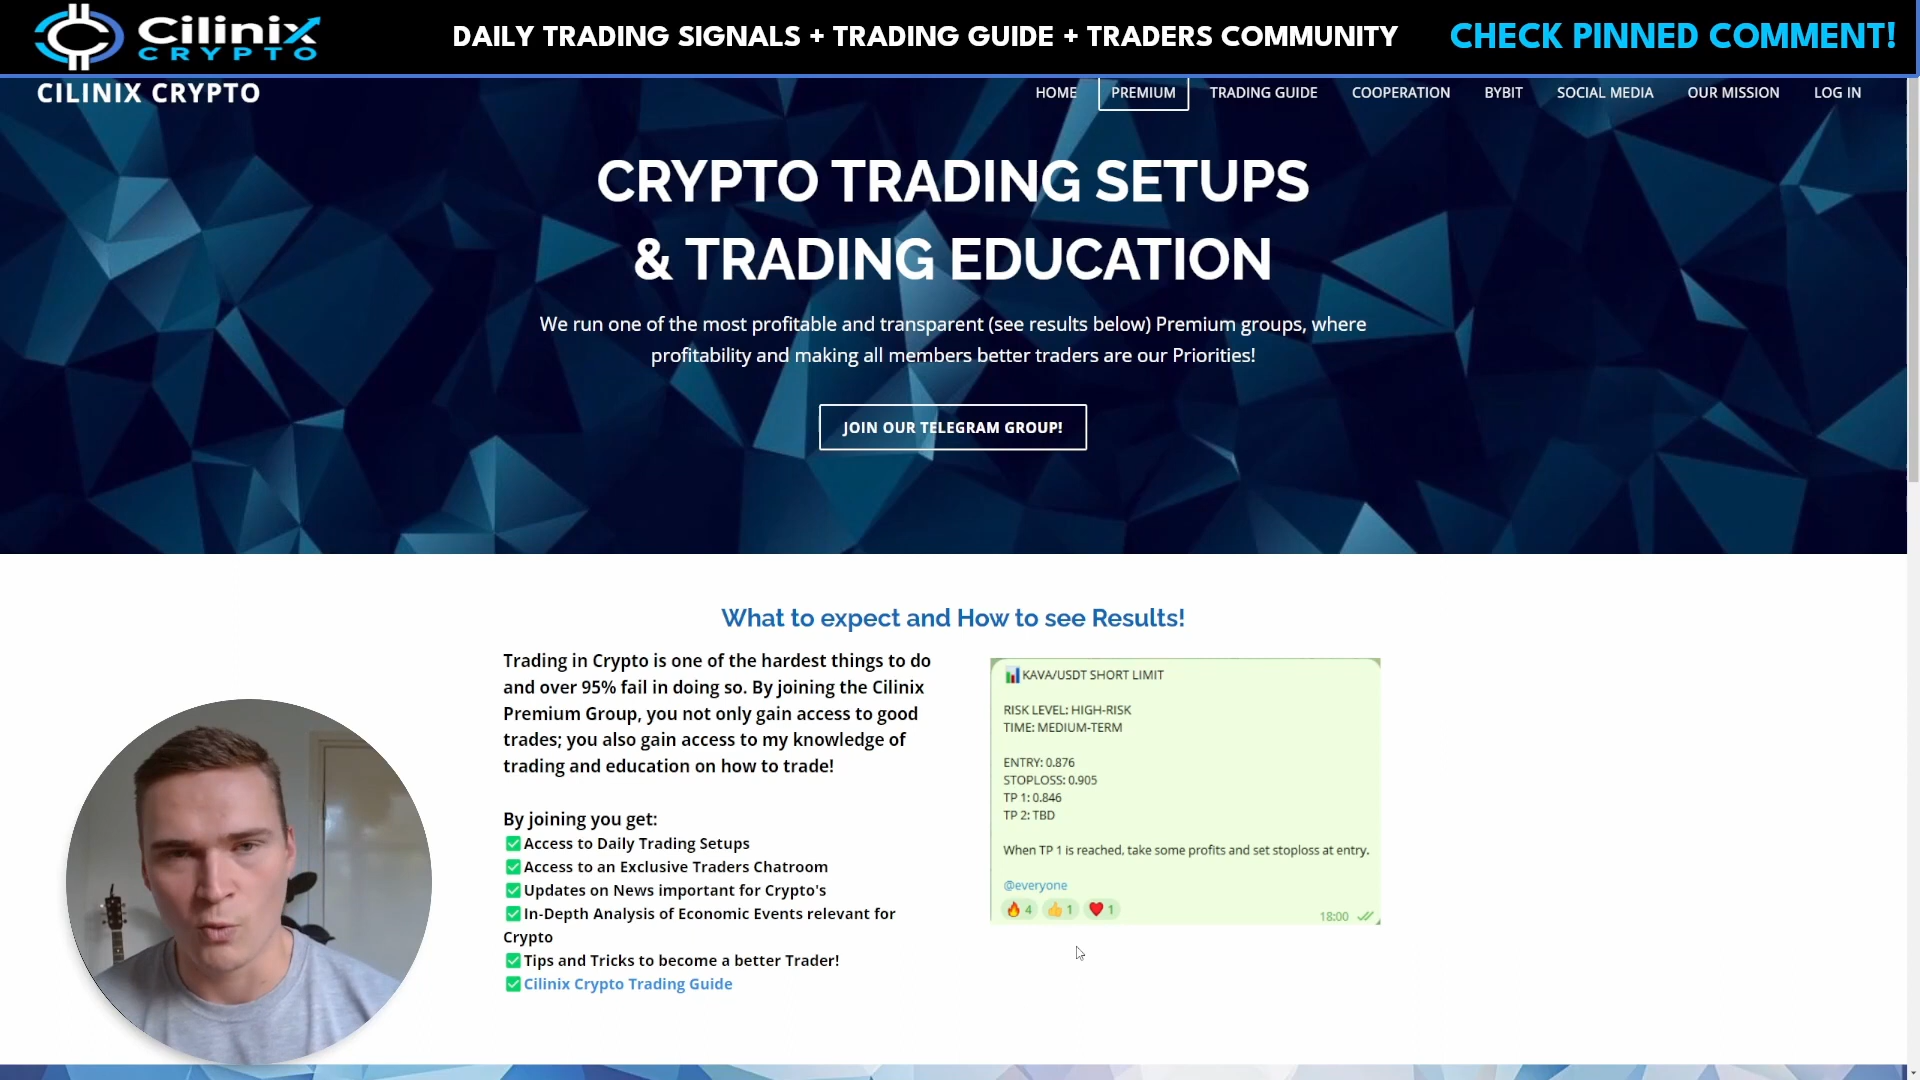 Cilinix
CRYPTO
DAILY TRADING SIGNALS + TRADING GUIDE + TRADERS COMMUNITY
CHECK PINNED COMMENT!
CILINIX CRYPTO
HOME
PREMIUM
TRADING GUIDE
COOPERATION
BYBIT
SOCIAL MEDIA
OUR MISSION
LOG IN
CRYPTO TRADING SETUPS
& TRADING EDUCATION
We run one of the most profitable and transparent (see results below) Premium groups, where
profitability and making all members better traders are our Priorities!
JOIN OUR TELEGRAM GROUP!
What to expect and How to see Results!
Trading in Crypto is one of the hardest things to do
and over 95% fail in doing so. By joining the Cilinix
Premium Group, you not only gain access to good
trades; you also gain access to my knowledge of
trading and education on how to trade!
By joining you get:
✅Access to Daily Trading Setups
✅Access to an Exclusive Traders Chatroom
✅Updates on News important for Crypto's
✅In-Depth Analysis of Economic Events relevant for
Crypto
✅Tips and Tricks to become a better Trader!
✅Cilinix Crypto Trading Guide
📊KAVA/USDT SHORT LIMIT
RISK LEVEL: HIGH-RISK
TIME: MEDIUM-TERM
ENTRY: 0.876
STOPLOSS: 0.905
TP 1: 0.846
TP 2: TBD
When TP 1 is reached, take some profits and set stoploss at entry.
@everyone
🔥 4 👍 1 ❤️ 1
18:00